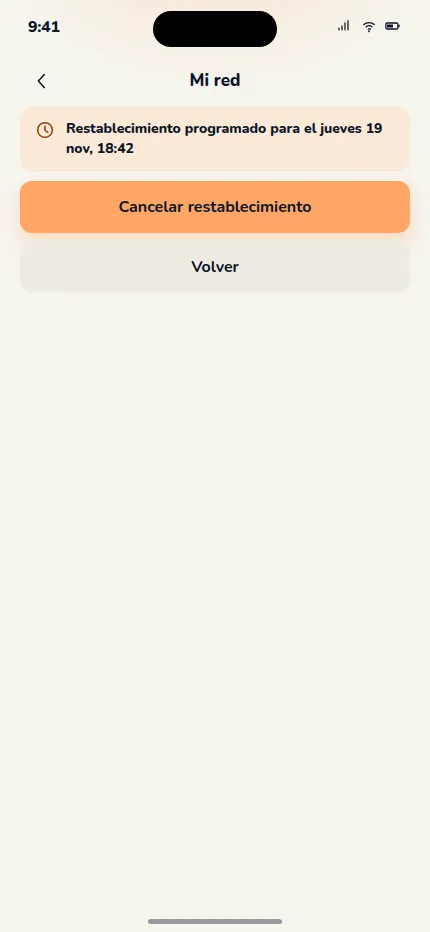 9:41
Mi red
Restablecimiento programado para el jueves 19
nov, 18:42
Cancelar restablecimiento
Volver